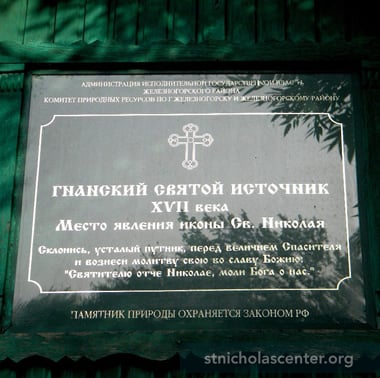 АДМИНИСТРАЦИЯ ИСПОЛНИТЕЛЬНОЙ ГОСУДАРСТВЕННОЙ
ЖЕЛЕЗНОГОРСКОГО РАЙОНА
КОМИТЕТ ПРИРОДНЫХ РЕСУРСОВ ПО Г. ЖЕЛЕЗНОГОРСКУ И ЖЕЛЕЗНОГОРСКОМУ РАЙОНУ
ГНАНСКИЙ СВЯТОЙ ИСТОЧНИК
XVII века
Место явления иконы Св. Николая
Склонись, усталый путник, перед величием Спасителя
и вознеси молитву свою во славу Божию:
"Святителю отче Николае, моли Бога о нас."
ПАМЯТНИК ПРИРОДЫ ОХРАНЯЕТСЯ ЗАКОНОМ РФ
stnicholascenter.org